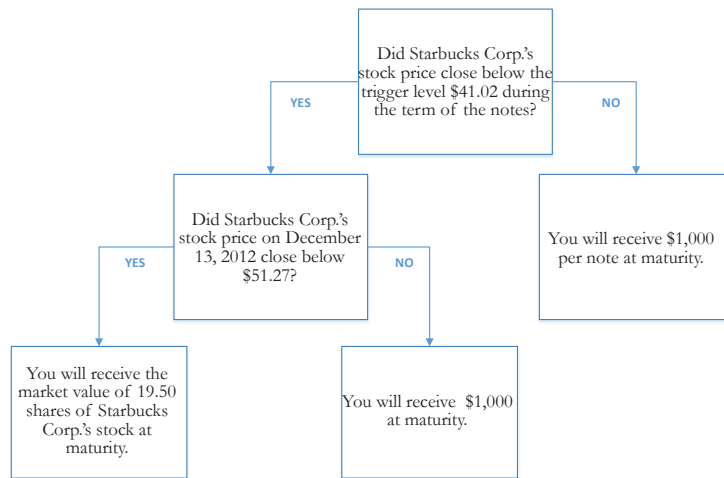 Did Starbucks Corp.'s
stock price close below the
trigger level $41.02 during
the term of the notes?
YES
NO
Did Starbucks Corp.'s
stock price on December
13, 2012 close below
$51.27?
You will receive $1,000
per note at maturity.
YES
NO
You will receive the
market value of 19.50
shares of Starbucks
Corp.'s stock at
maturity.
You will receive $1,000
at maturity.